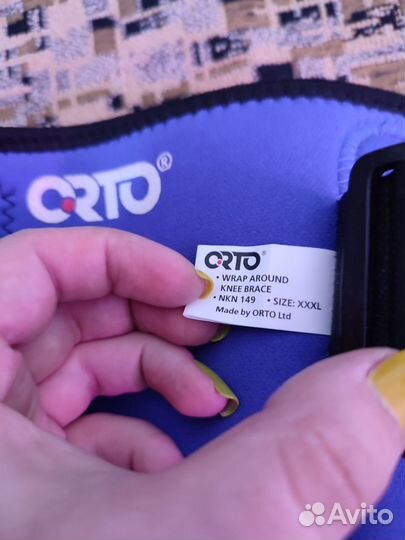 ORTO®
ORTO®
• WRAP AROUND
KNEE BRACE
• NKN 149 • SIZE: XXXL
Made by ORTO Ltd
Avito